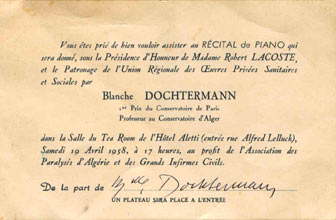 Vous êtes prié de bien vouloir assister au RÉCITAL de PIANO qui
sera donné, sous la Présidence d'Honneur de Madame Robert LACOSTE,
et le Patronage de l'Union Régionale des Œuvres Privées Sanitaires
et Sociales par
Blanche DOCHTERMANN
1er Prix du Conservatoire de Paris
Professeur au Conservatoire d'Alger
dans la Salle du Tea Room de l'Hôtel Aletti (entrée rue Alfred Lelluch),
Samedi 19 Avril 1958, à 17 heures, au profit de l'Association des
Paralysés d'Algérie et des Grands Infirmes Civils.
De la part de Mlle Dochtermann
UN PLATEAU SERA PLACE A L'ENTRÉE